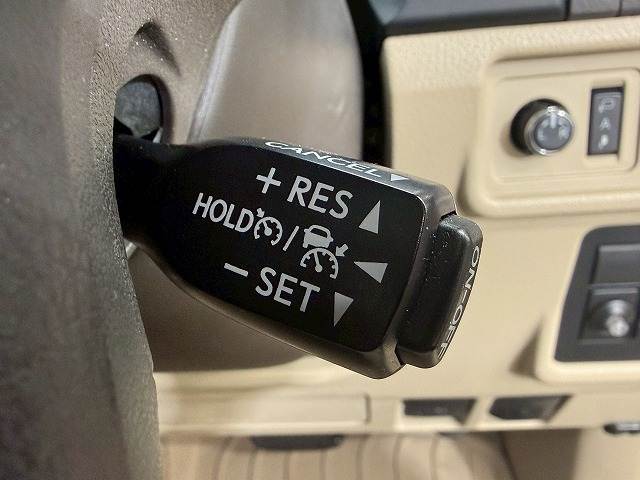 CANCEL
+ RES
HOLD /
- SET
ON-OFF